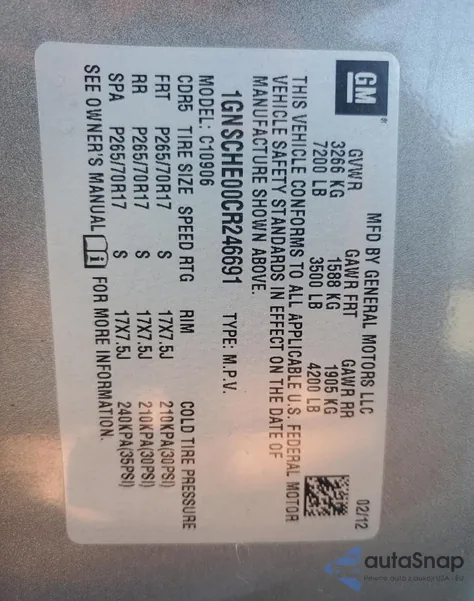 GM
MFD BY GENERAL MOTORS LLC 02/12
GVWR GAWR FRT GAWR RR
3266 KG 1588 KG 1905 KG
7200 LB 3500 LB 4200 LB
THIS VEHICLE CONFORMS TO ALL APPLICABLE U.S. FEDERAL MOTOR
VEHICLE SAFETY STANDARDS IN EFFECT ON THE DATE OF
MANUFACTURE SHOWN ABOVE.
1GNSCHE00CR246691 TYPE: M.P.V.
MODEL: C10906
CDR5 TIRE SIZE SPEED RTG RIM COLD TIRE PRESSURE
FRT P265/70R17 S 17X7.5J 210KPA(30PSI)
RR P265/70R17 S 17X7.5J 210KPA(30PSI)
SPA P265/70R17 S 17X7.5J 240KPA(35PSI)
SEE OWNER'S MANUAL FOR MORE INFORMATION.
autaSnap